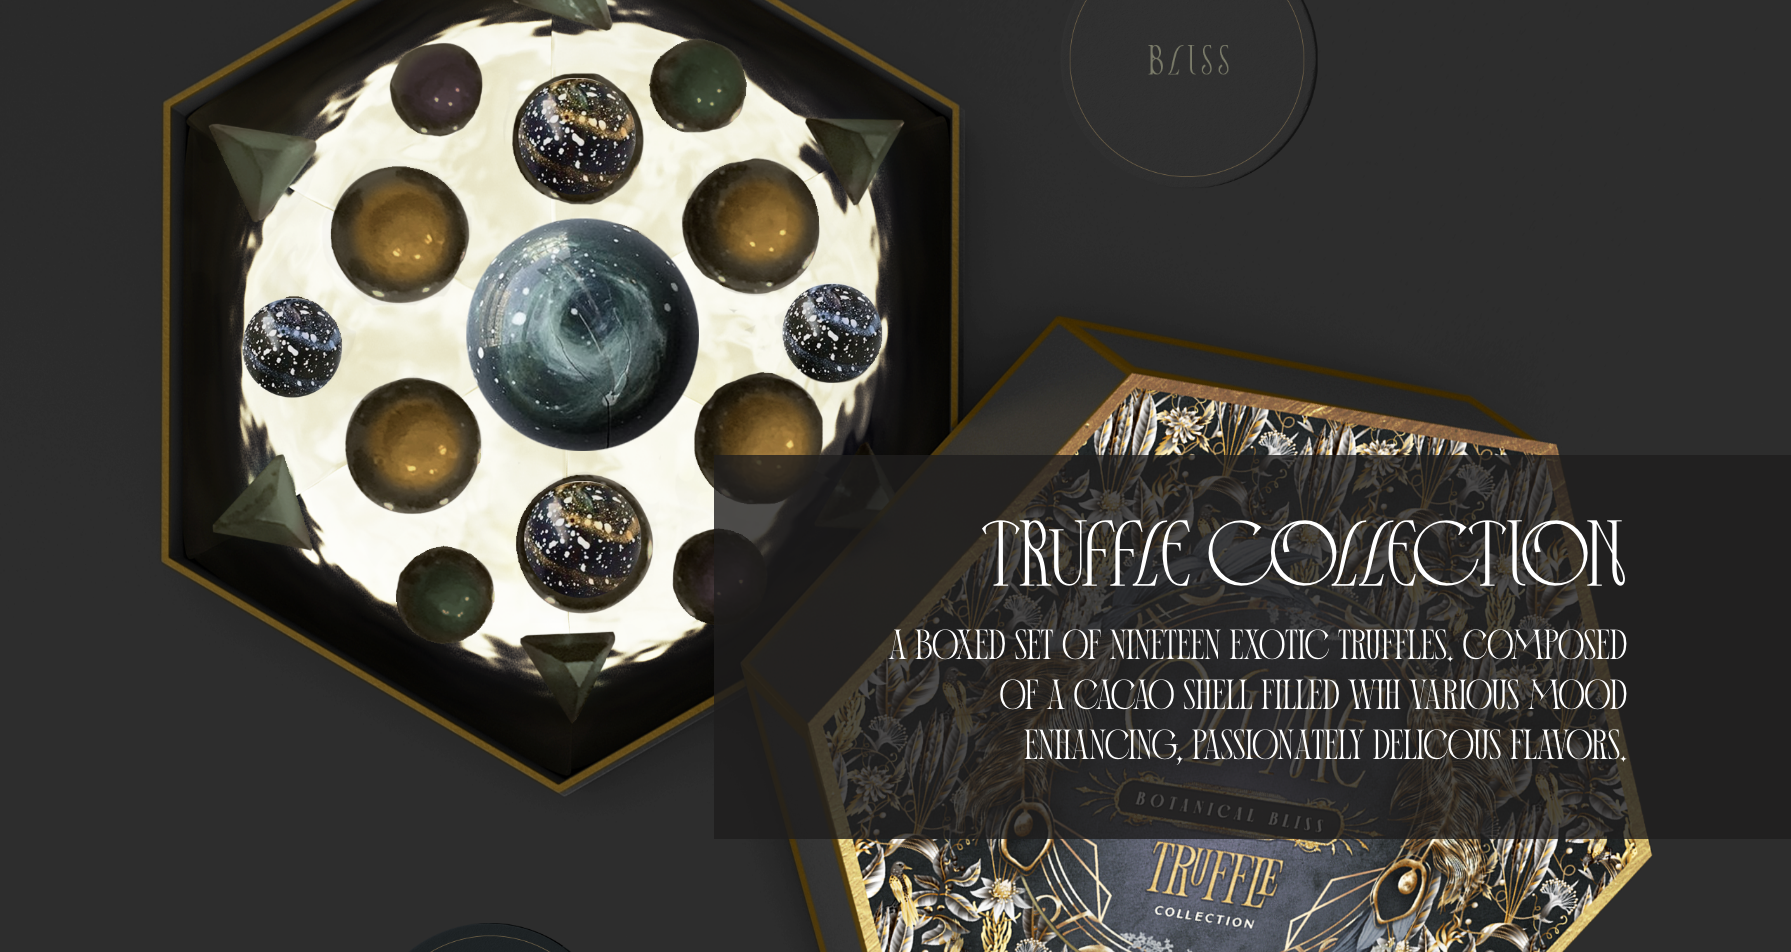 BLISS
TRUFFLE COLLECTION
A BOXED SET OF NINETEEN EXOTIC TRUFFLES. COMPOSED
OF A CACAO SHELL FILLED WIH VARIOUS MOOD
ENHANCING, PASSIONATELY DELICOUS FLAVORS.
BOTANICAL BLISS
TRUFFLE
COLLECTION